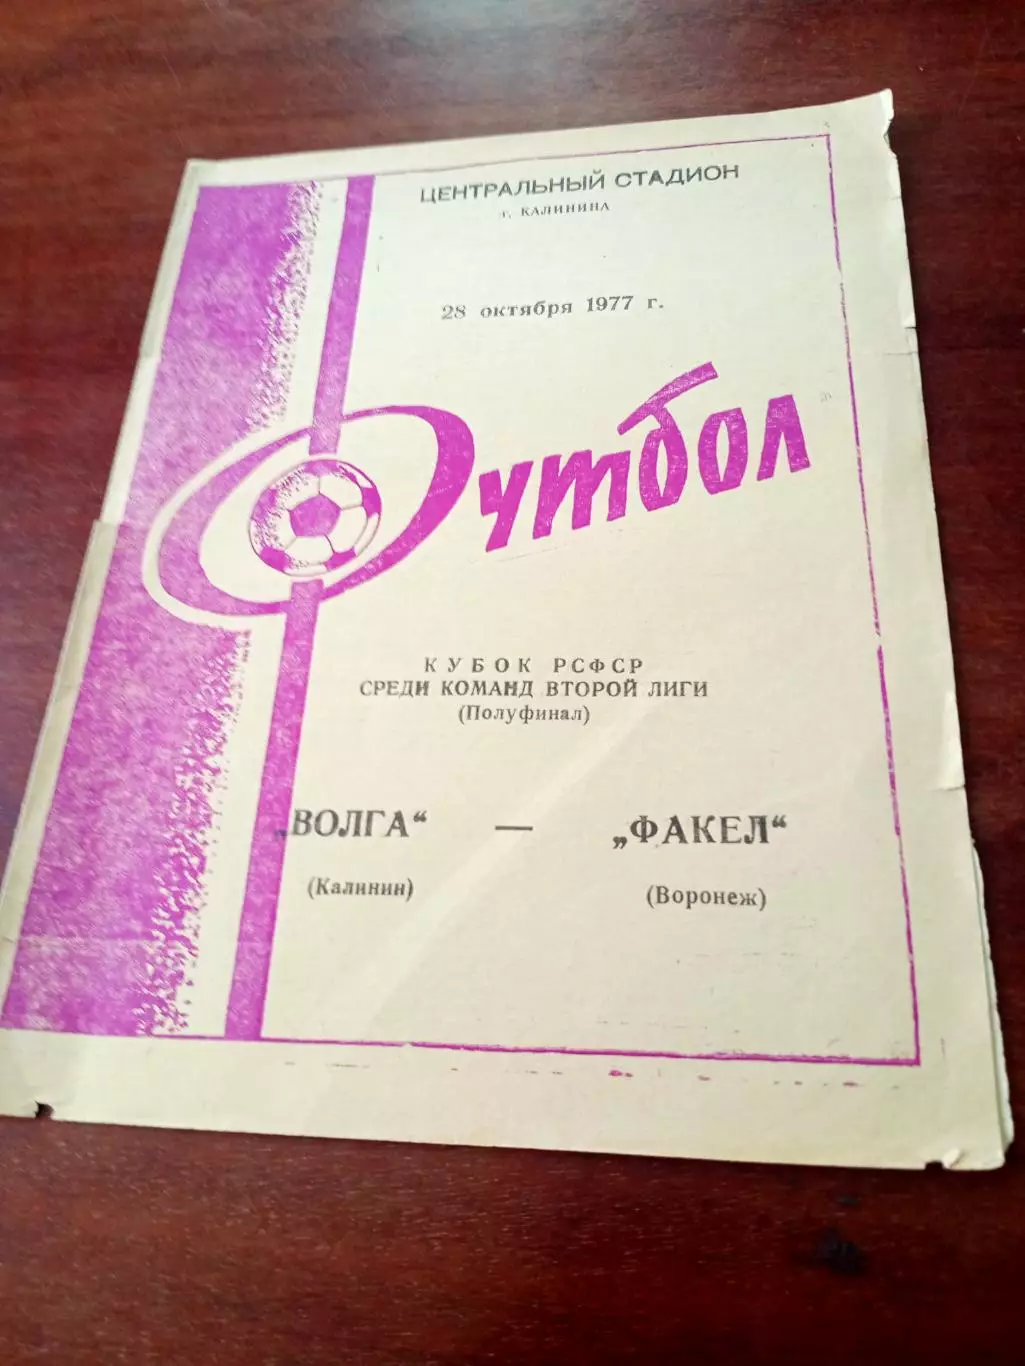 ЦЕНТРАЛЬНЫЙ СТАДИОН
г. КАЛИНИНА
28 октября 1977 г.
Футбол
КУБОК РСФСР
СРЕДИ КОМАНД ВТОРОЙ ЛИГИ
(Полуфинал)
„ВОЛГА“ — „ФАКЕЛ“
(Калинин) (Воронеж)